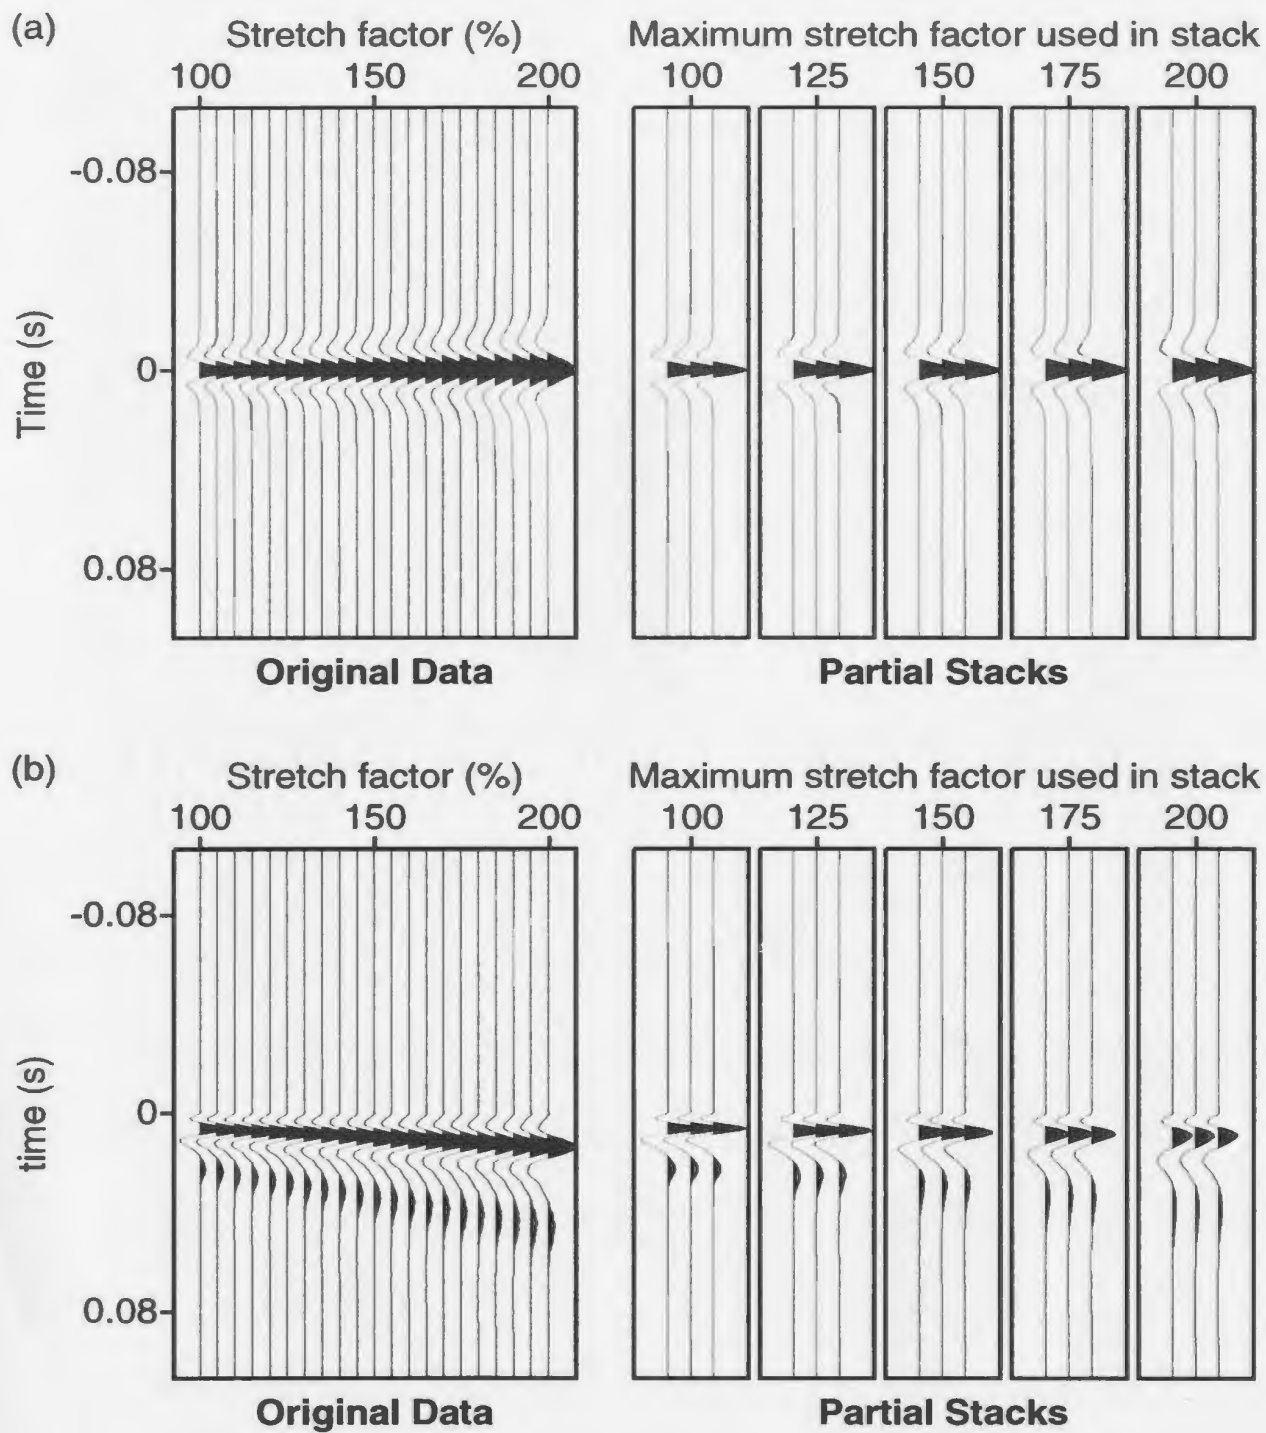 (a)
Stretch factor (%)
Maximum stretch factor used in stack
100 150 200
100 125 150 175 200
-0.08
0
0.08
Time (s)
Original Data
Partial Stacks
(b)
Stretch factor (%)
Maximum stretch factor used in stack
100 150 200
100 125 150 175 200
-0.08
0
0.08
time (s)
Original Data
Partial Stacks